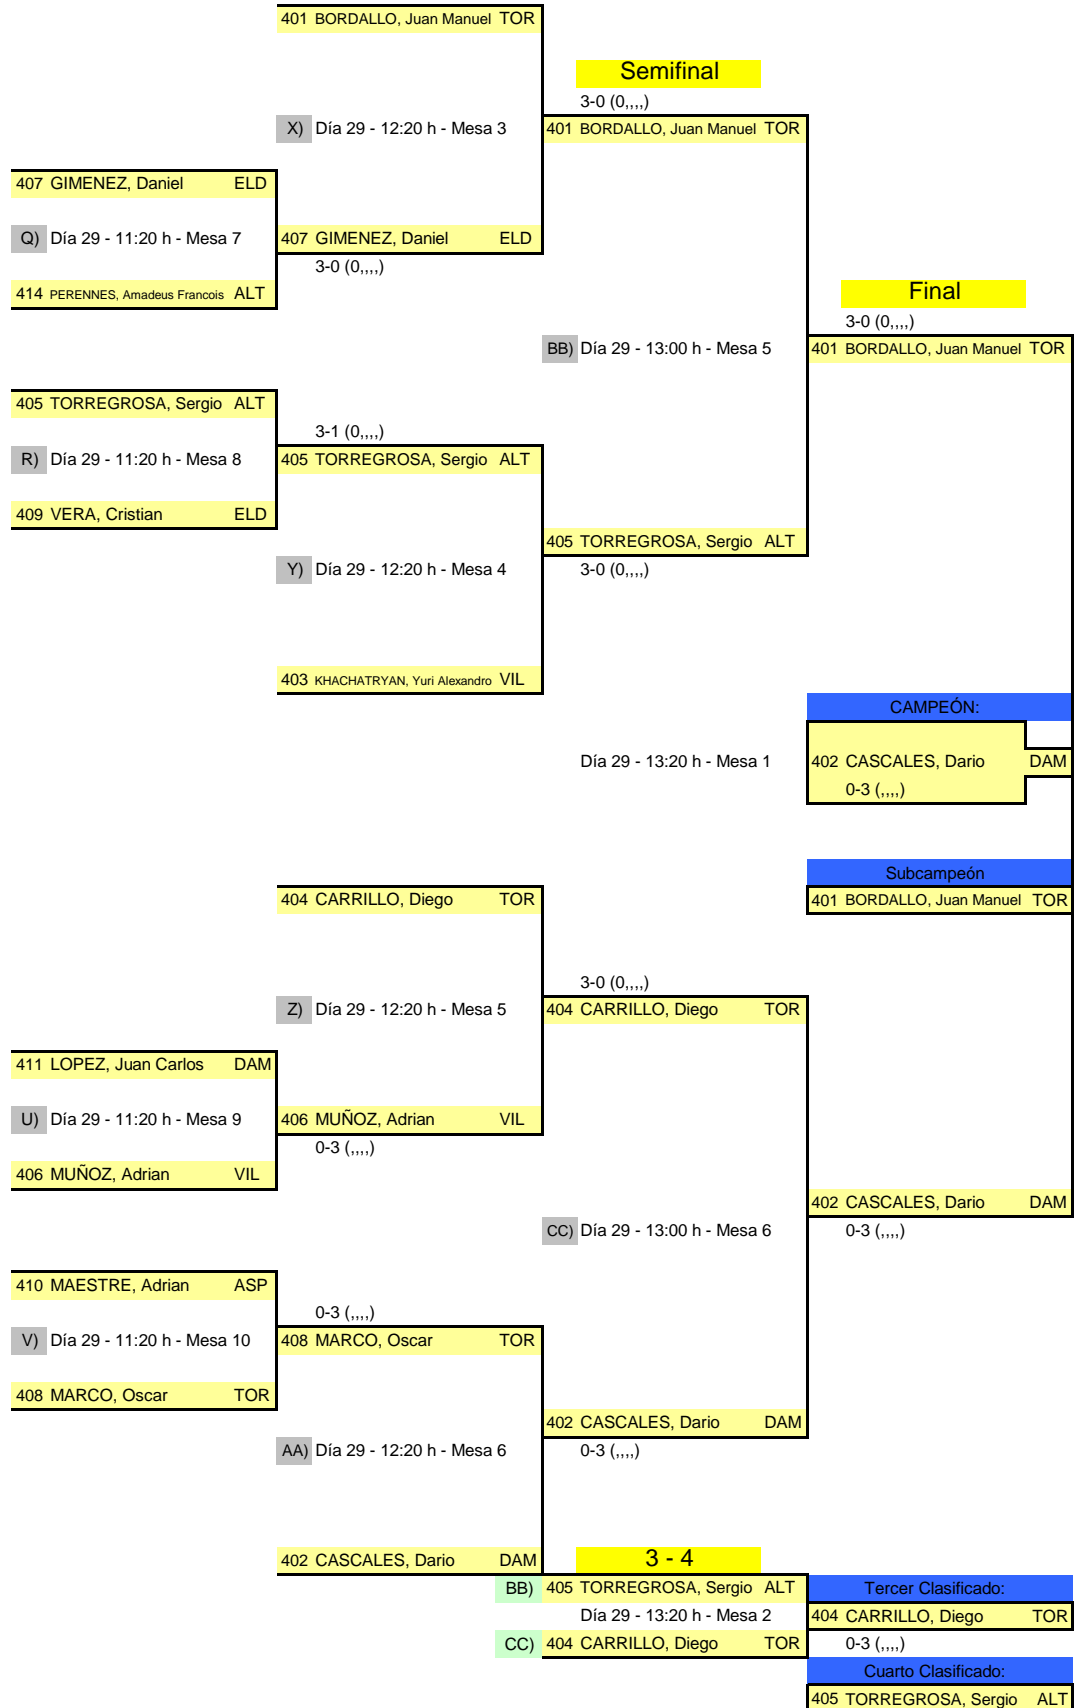 401 BORDALLO, Juan Manuel TOR
Semifinal
3-0 (0,,,,)
X) Día 29 - 12:20 h - Mesa 3
401 BORDALLO, Juan Manuel TOR
407 GIMENEZ, Daniel ELD
Q) Día 29 - 11:20 h - Mesa 7
407 GIMENEZ, Daniel ELD
3-0 (0,,,,)
414 PERENNES, Amadeus Francois ALT
Final
3-0 (0,,,,)
BB) Día 29 - 13:00 h - Mesa 5
401 BORDALLO, Juan Manuel TOR
405 TORREGROSA, Sergio ALT
3-1 (0,,,,)
R) Día 29 - 11:20 h - Mesa 8
405 TORREGROSA, Sergio ALT
409 VERA, Cristian ELD
405 TORREGROSA, Sergio ALT
Y) Día 29 - 12:20 h - Mesa 4
3-0 (0,,,,)
403 KHACHATRYAN, Yuri Alexandro VIL
CAMPEÓN:
Día 29 - 13:20 h - Mesa 1
402 CASCALES, Dario DAM
0-3 (,,,,)
Subcampeón
404 CARRILLO, Diego TOR
401 BORDALLO, Juan Manuel TOR
3-0 (0,,,,)
Z) Día 29 - 12:20 h - Mesa 5
404 CARRILLO, Diego TOR
411 LOPEZ, Juan Carlos DAM
U) Día 29 - 11:20 h - Mesa 9
406 MUÑOZ, Adrian VIL
0-3 (,,,,)
406 MUÑOZ, Adrian VIL
402 CASCALES, Dario DAM
CC) Día 29 - 13:00 h - Mesa 6
0-3 (,,,,)
410 MAESTRE, Adrian ASP
0-3 (,,,,)
V) Día 29 - 11:20 h - Mesa 10
408 MARCO, Oscar TOR
408 MARCO, Oscar TOR
402 CASCALES, Dario DAM
AA) Día 29 - 12:20 h - Mesa 6
0-3 (,,,,)
402 CASCALES, Dario DAM
3 - 4
BB) 405 TORREGROSA, Sergio ALT
Tercer Clasificado:
Día 29 - 13:20 h - Mesa 2
404 CARRILLO, Diego TOR
CC) 404 CARRILLO, Diego TOR
0-3 (,,,,)
Cuarto Clasificado:
405 TORREGROSA, Sergio ALT